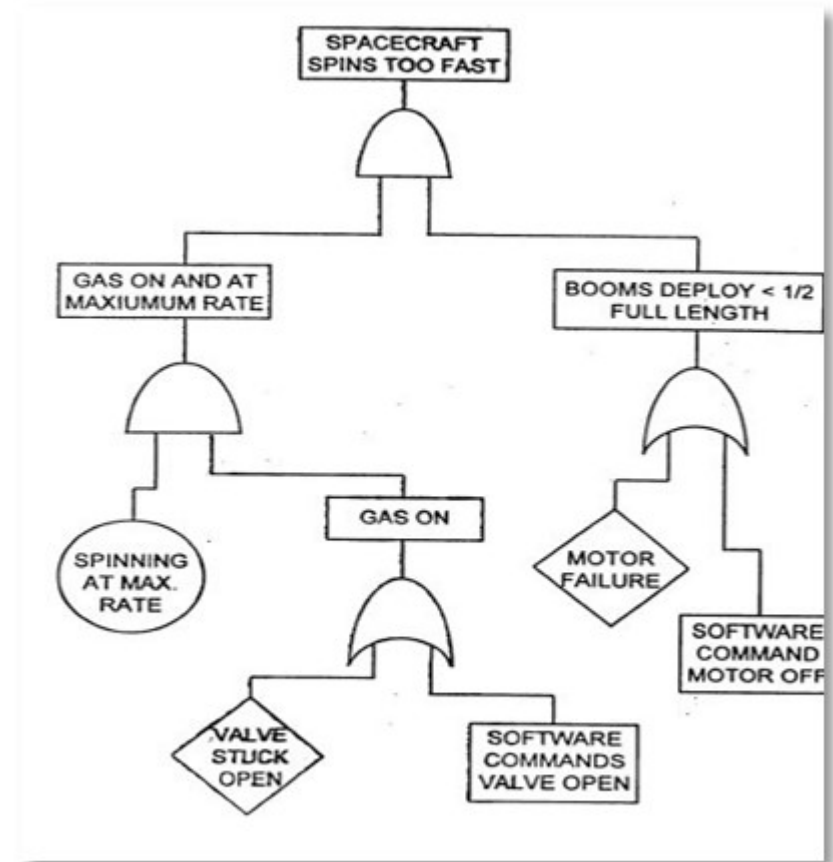 SPACECRAFT
SPINS TOO FAST
GAS ON AND AT
MAXIUMUM RATE
BOOMS DEPLOY < 1/2
FULL LENGTH
GAS ON
SPINNING
AT MAX.
RATE
MOTOR
FAILURE
SOFTWARE
COMMAND
MOTOR OFF
VALVE
STUCK
OPEN
SOFTWARE
COMMANDS
VALVE OPEN